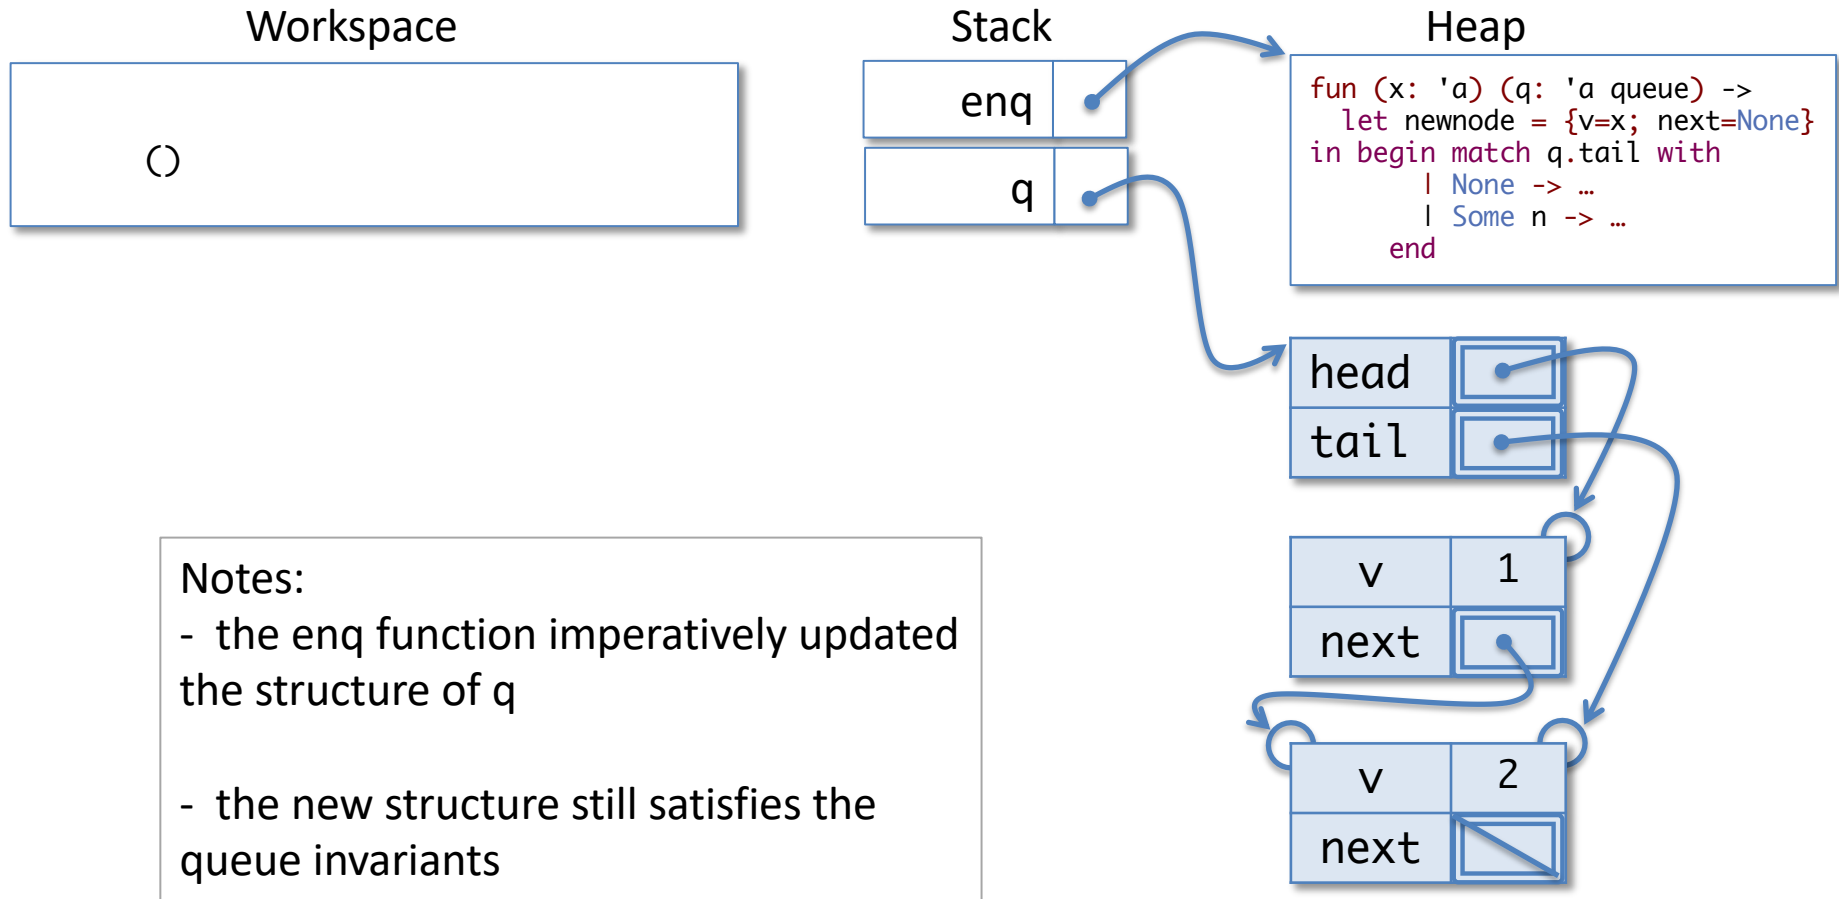 Workspace
Stack
Heap
()
enq
q
fun (x: 'a) (q: 'a queue) ->
let newnode = {v=x; next=None}
in begin match q.tail with
| None -> …
| Some n -> …
end
head
tail
v 1
next
v 2
next
Notes:
- the enq function imperatively updated
the structure of q
- the new structure still satisfies the
queue invariants